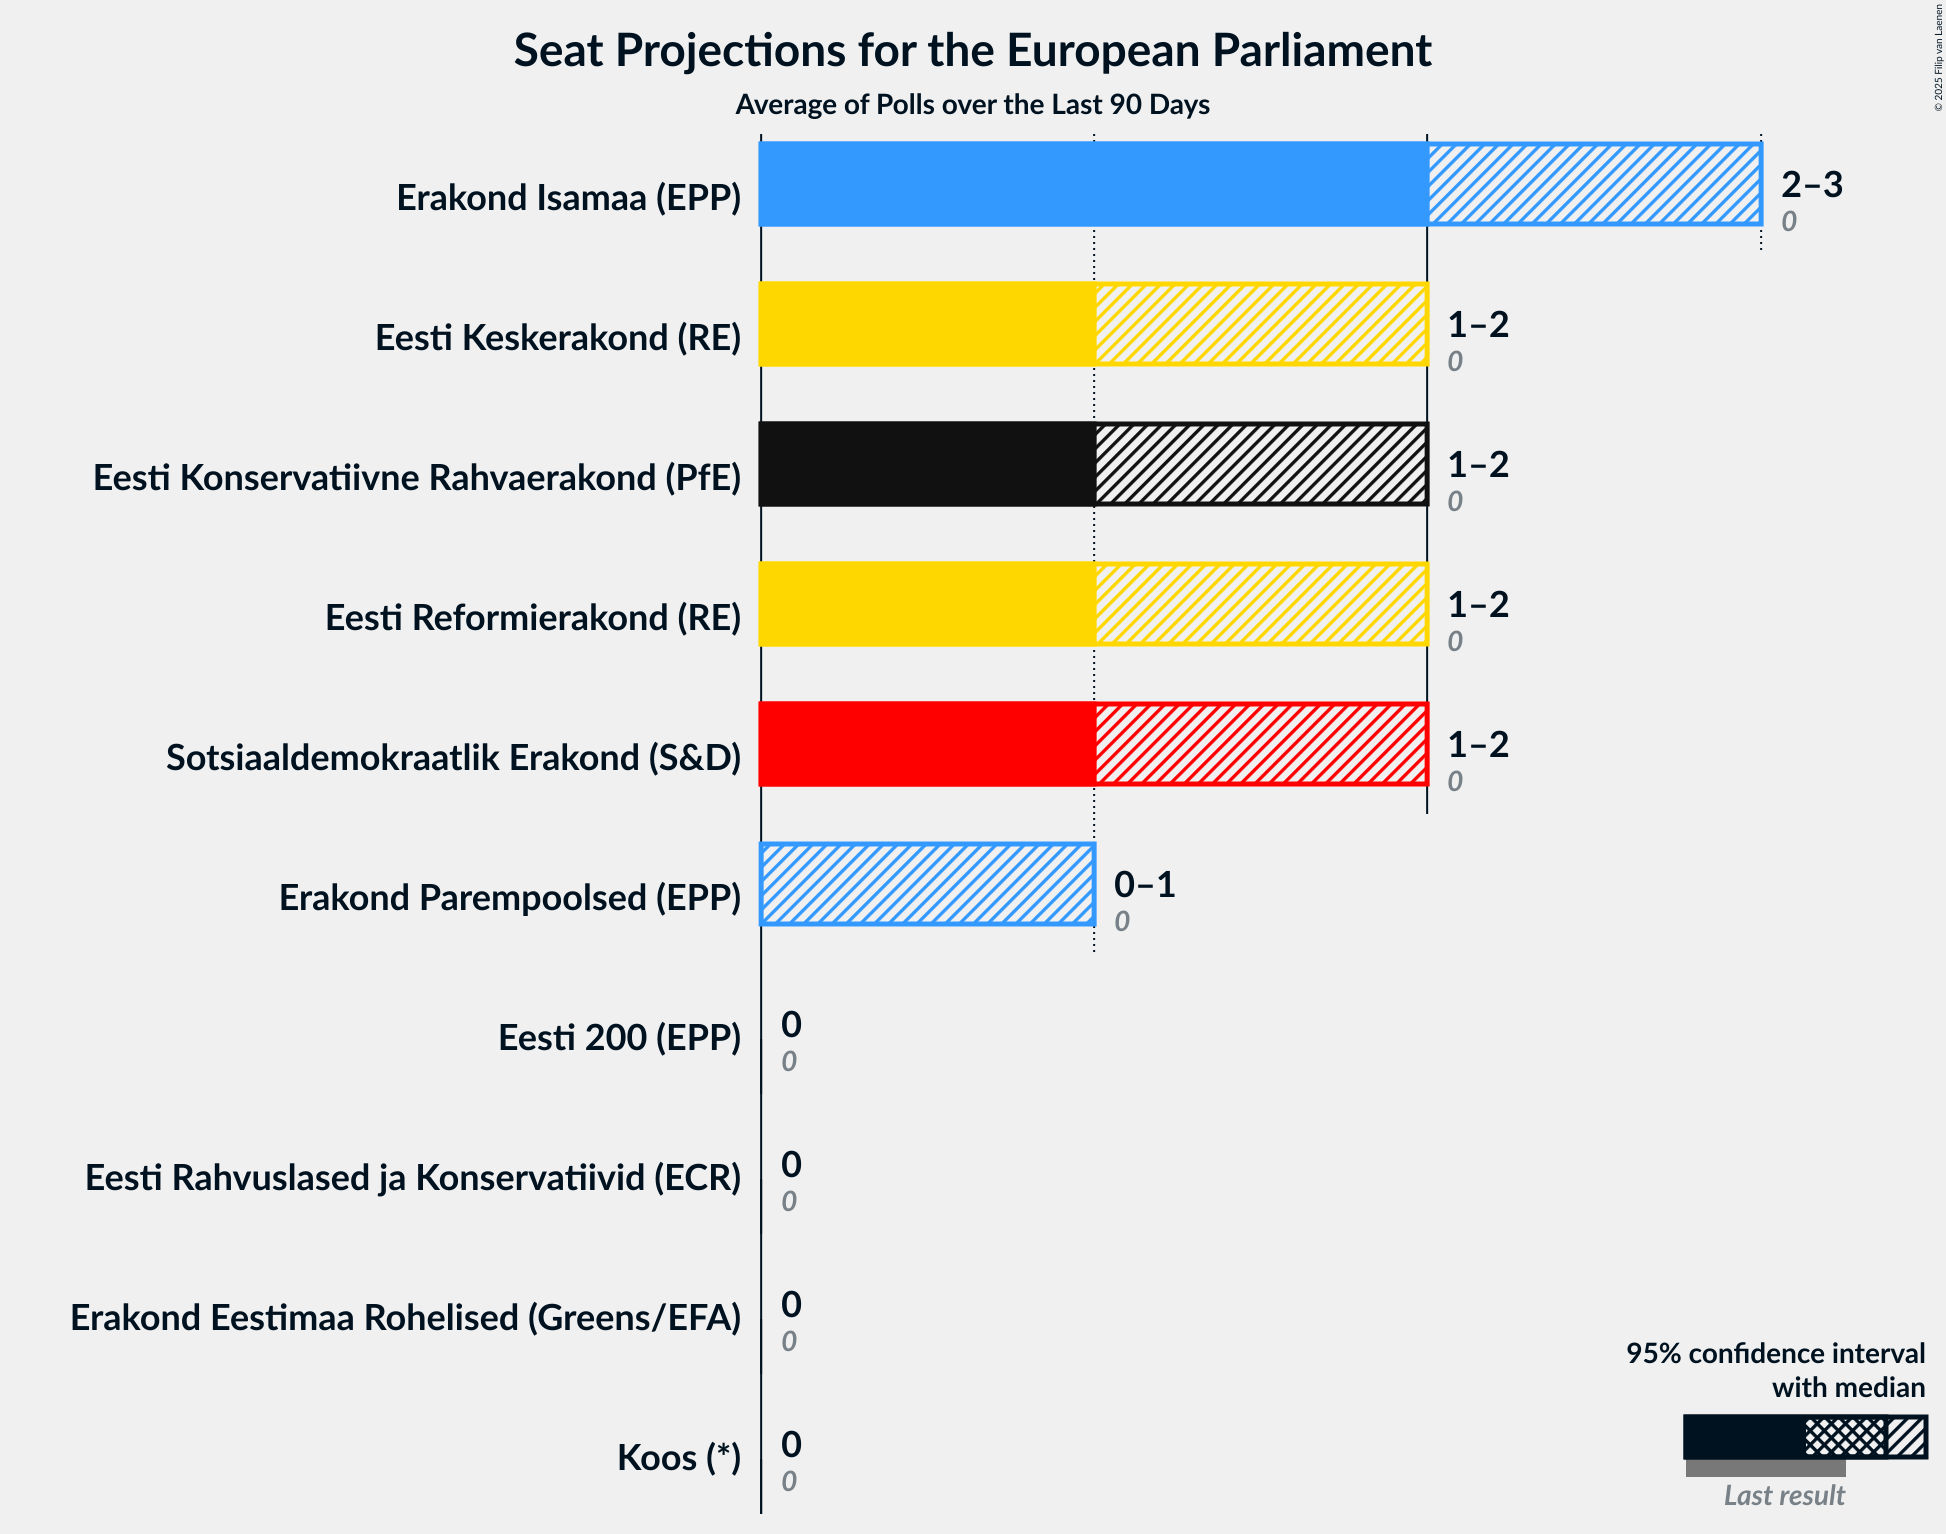 Seat Projections for the European Parliament
Average of Polls over the Last 90 Days
© 2025 Filip van Laenen
Erakond Isamaa (EPP)
2–3
0
Eesti Keskerakond (RE)
1–2
0
Eesti Konservatiivne Rahvaerakond (PfE)
1–2
0
Eesti Reformierakond (RE)
1–2
0
Sotsiaaldemokraatlik Erakond (S&D)
1–2
0
Erakond Parempoolsed (EPP)
0–1
0
Eesti 200 (EPP)
0
0
Eesti Rahvuslased ja Konservatiivid (ECR)
0
0
Erakond Eestimaa Rohelised (Greens/EFA)
0
0
Koos (*)
0
0
95% confidence interval
with median
Last result